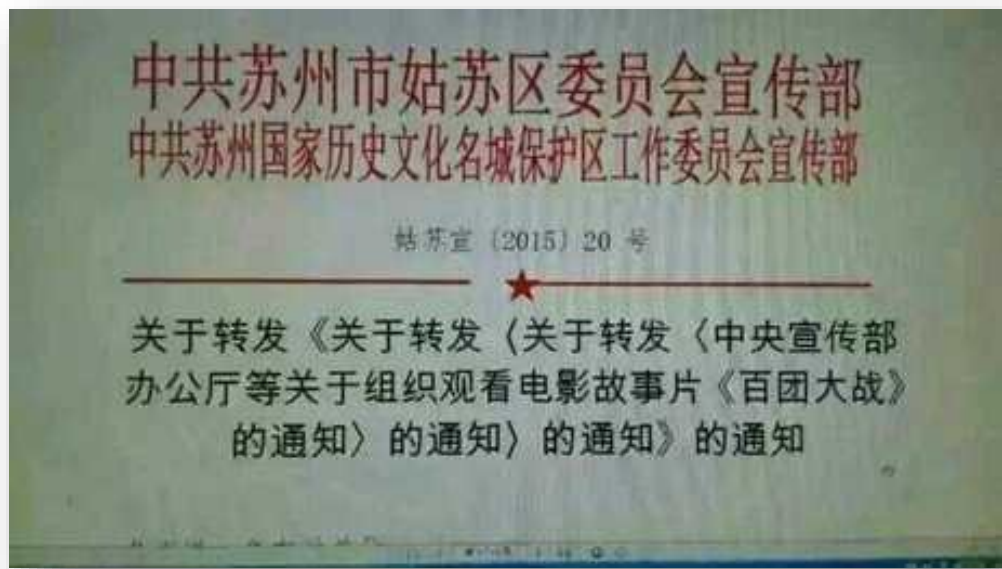 中共苏州市姑苏区委员会宣传部
中共苏州国家历史文化名城保护区工作委员会宣传部
姑苏宣〔2015〕20 号
关于转发《关于转发〈关于转发〈中央宣传部
办公厅等关于组织观看电影故事片《百团大战》
的通知〉的通知〉的通知》的通知